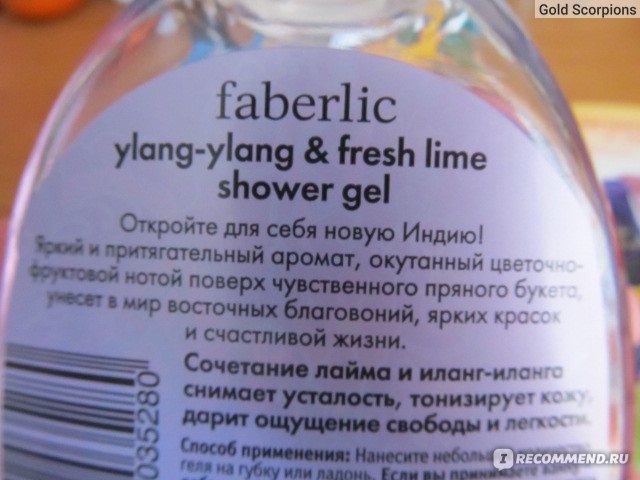 Gold Scorpions
faberlic
ylang-ylang & fresh lime
shower gel
Откройте для себя новую Индию!
Яркий и притягательный аромат, окутанный цветочно-
фруктовой нотой поверх чувственного пряного букета,
унесет в мир восточных благовоний, ярких красок
и счастливой жизни.
Сочетание лайма и иланг-иланга
снимает усталость, тонизирует кожу,
дарит ощущение свободы и легкости.
Способ применения: Нанесите
геля на губку или ладонь. Если вы
035280
RECOMMEND.RU